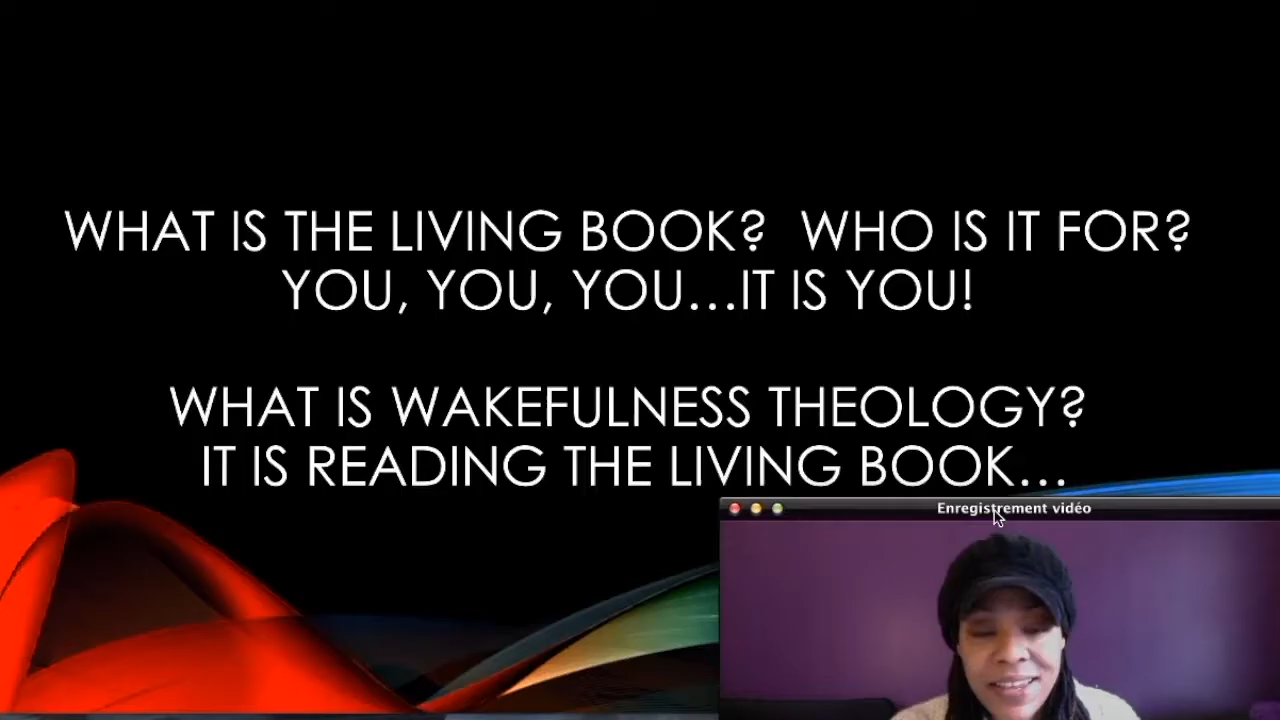 WHAT IS THE LIVING BOOK? WHO IS IT FOR?
YOU, YOU, YOU...IT IS YOU!
WHAT IS WAKEFULNESS THEOLOGY?
IT IS READING THE LIVING BOOK...
Enregistrement vidéo